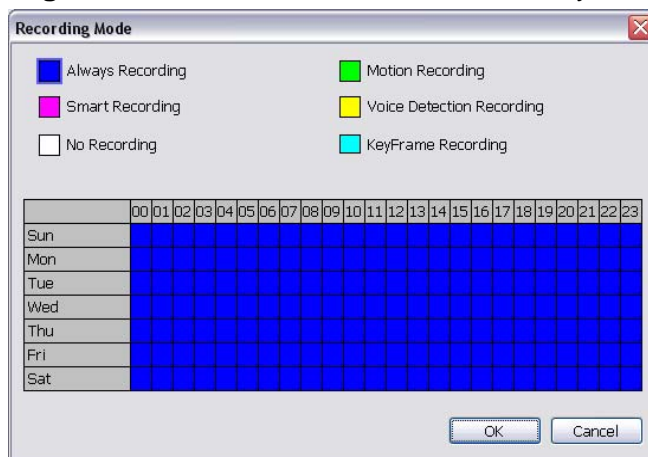 Recording Mode
Always Recording Motion Recording
Smart Recording Voice Detection Recording
No Recording KeyFrame Recording
00 01 02 03 04 05 06 07 08 09 10 11 12 13 14 15 16 17 18 19 20 21 22 23
Sun
Mon
Tue
Wed
Thu
Fri
Sat
OK Cancel